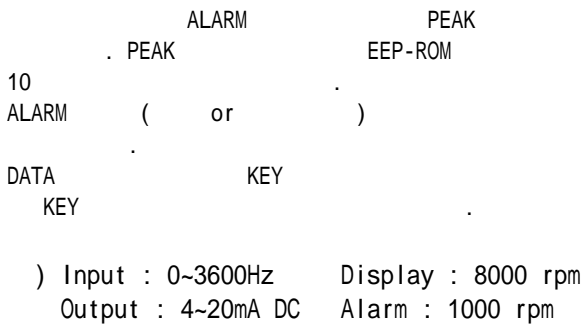 ALARM PEAK
. PEAK EEP-ROM
10 .
ALARM ( or )
.
DATA KEY
KEY .
) Input : 0~3600Hz Display : 8000 rpm
Output : 4~20mA DC Alarm : 1000 rpm